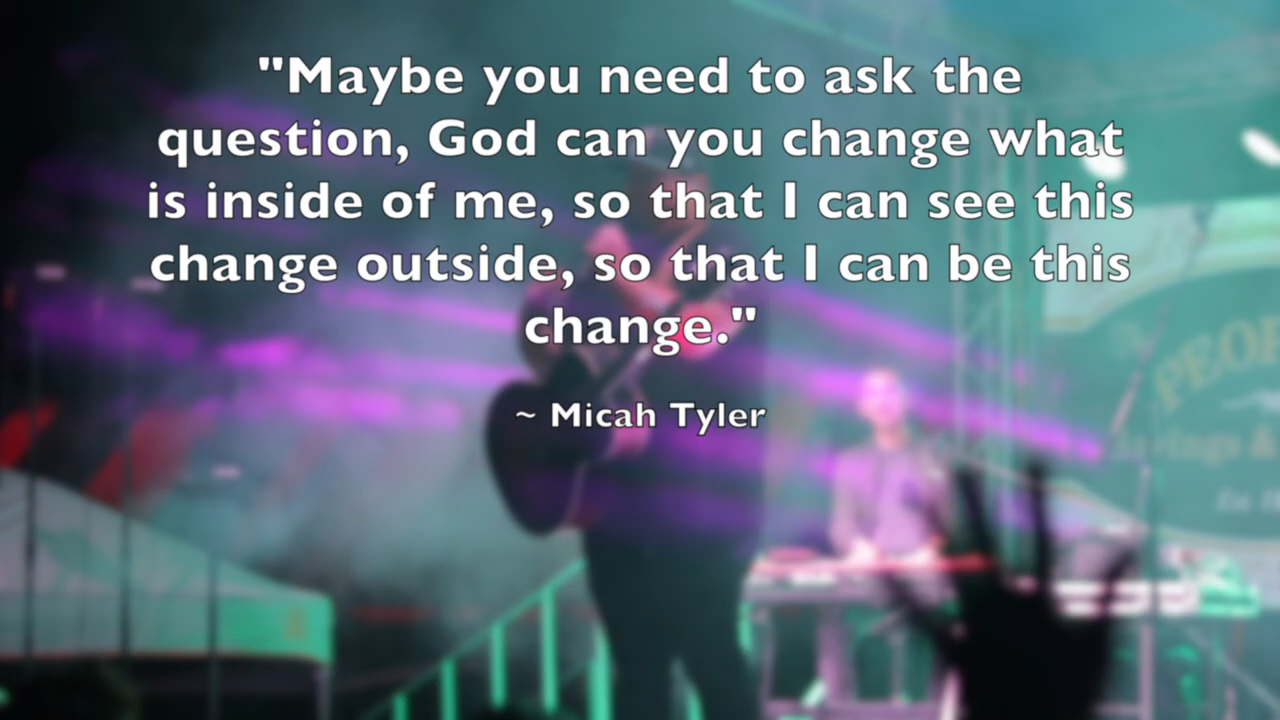 "Maybe you need to ask the
question, God can you change what
is inside of me, so that I can see this
change outside, so that I can be this
change."
~ Micah Tyler